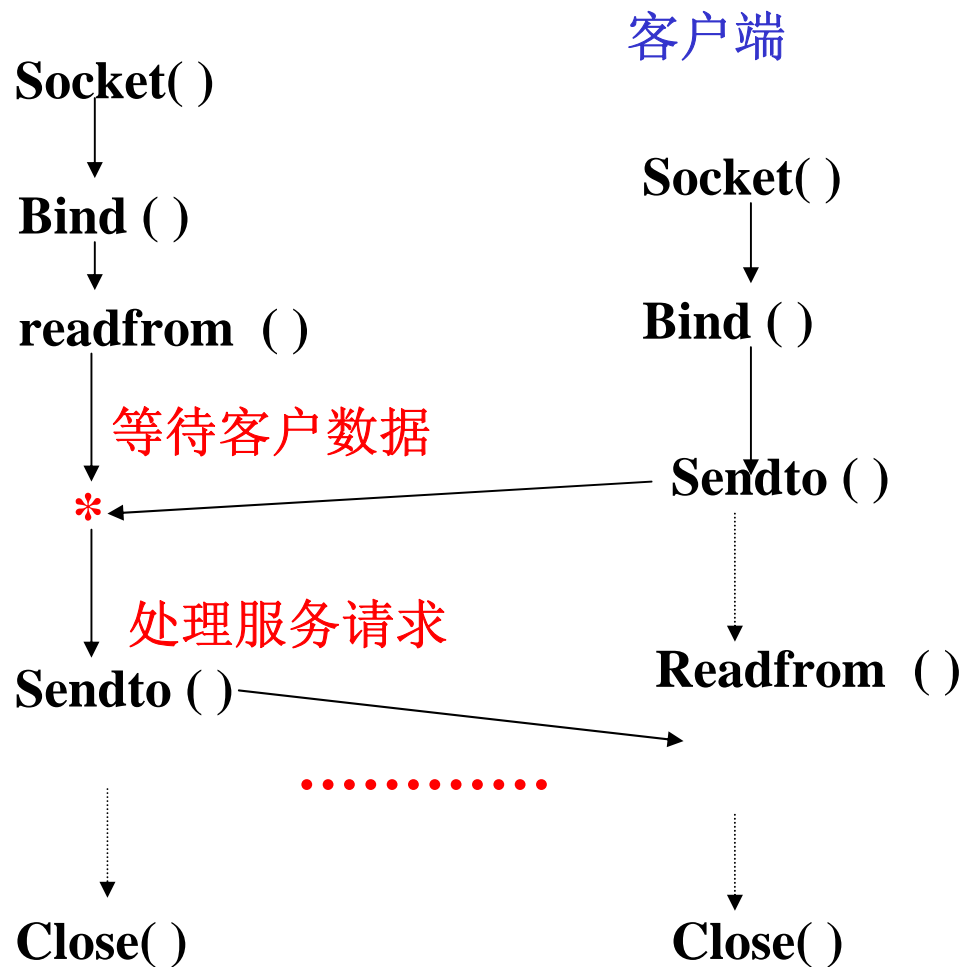 客户端
Socket( )
Bind ( )
readfrom ( )
等待客户数据
*
处理服务请求
Sendto ( )
Close( )
Socket( )
Bind ( )
Sendto ( )
Readfrom ( )
............
Close( )